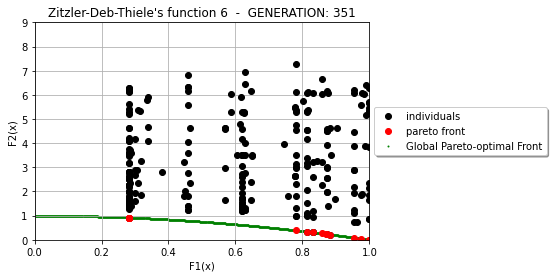 Zitzler-Deb-Thiele's function 6  -  GENERATION: 351
9
8
7
6
5
4
3
2
1
0
F2(x)
0.0 0.2 0.4 0.6 0.8 1.0
F1(x)
individuals
pareto front
Global Pareto-optimal Front